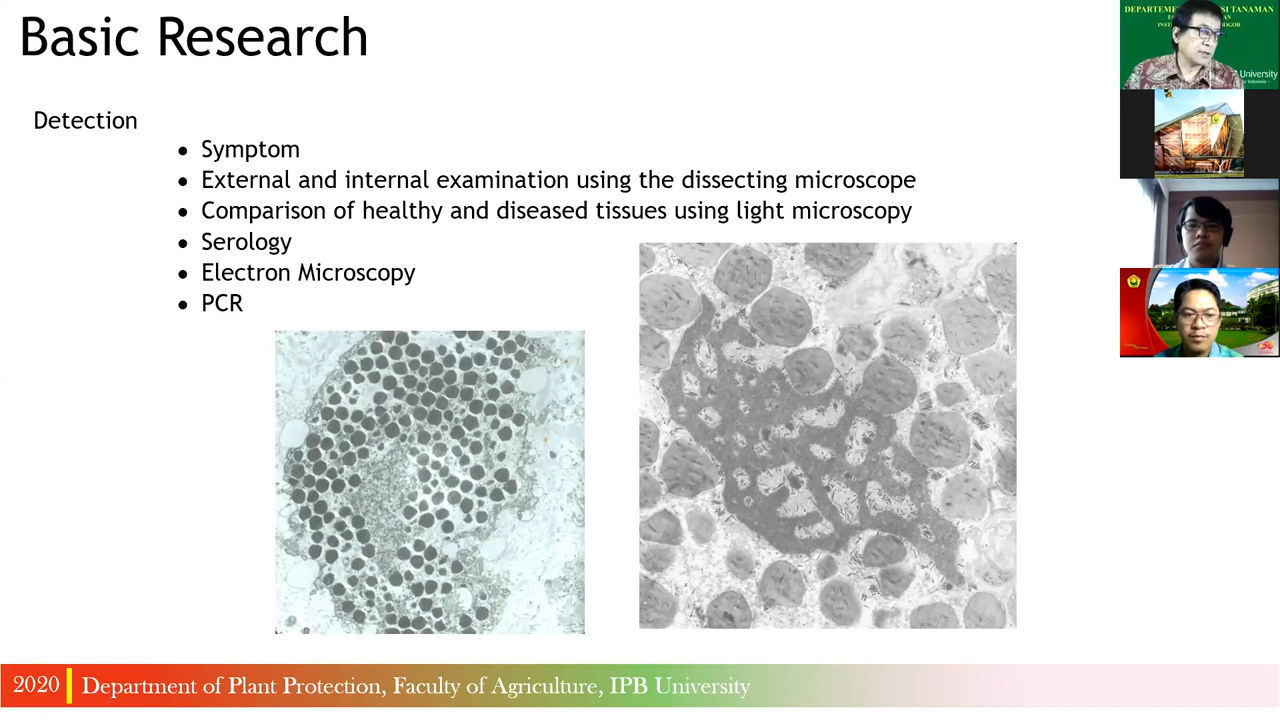 Basic Research
Detection
• Symptom
• External and internal examination using the dissecting microscope
• Comparison of healthy and diseased tissues using light microscopy
• Serology
• Electron Microscopy
• PCR
2020
Department of Plant Protection, Faculty of Agriculture, IPB University
University